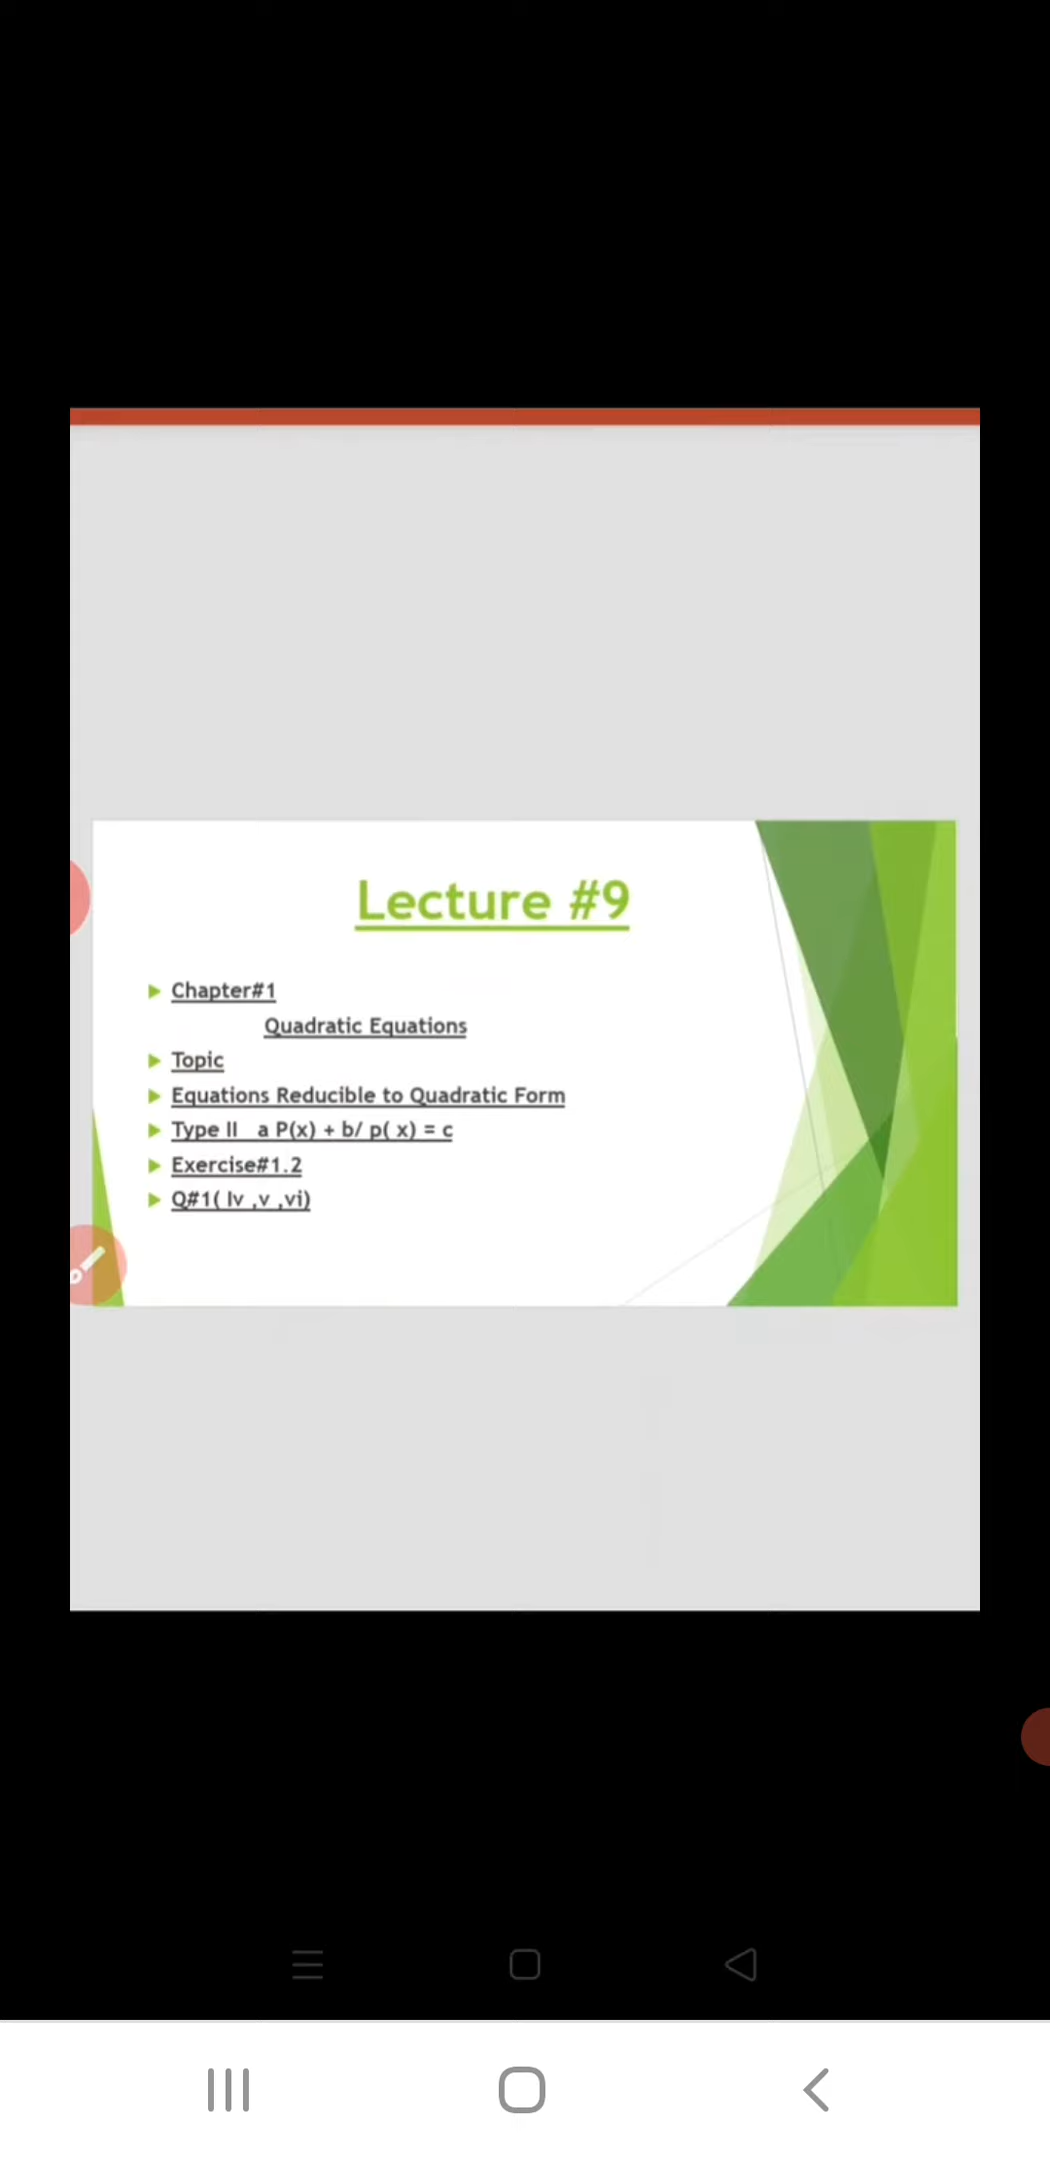 Lecture #9
Chapter#1
Quadratic Equations
Topic
Equations Reducible to Quadratic Form
Type II a P(x) + b/ p( x) = c
Exercise#1.2
Q#1( Iv ,v ,vi)